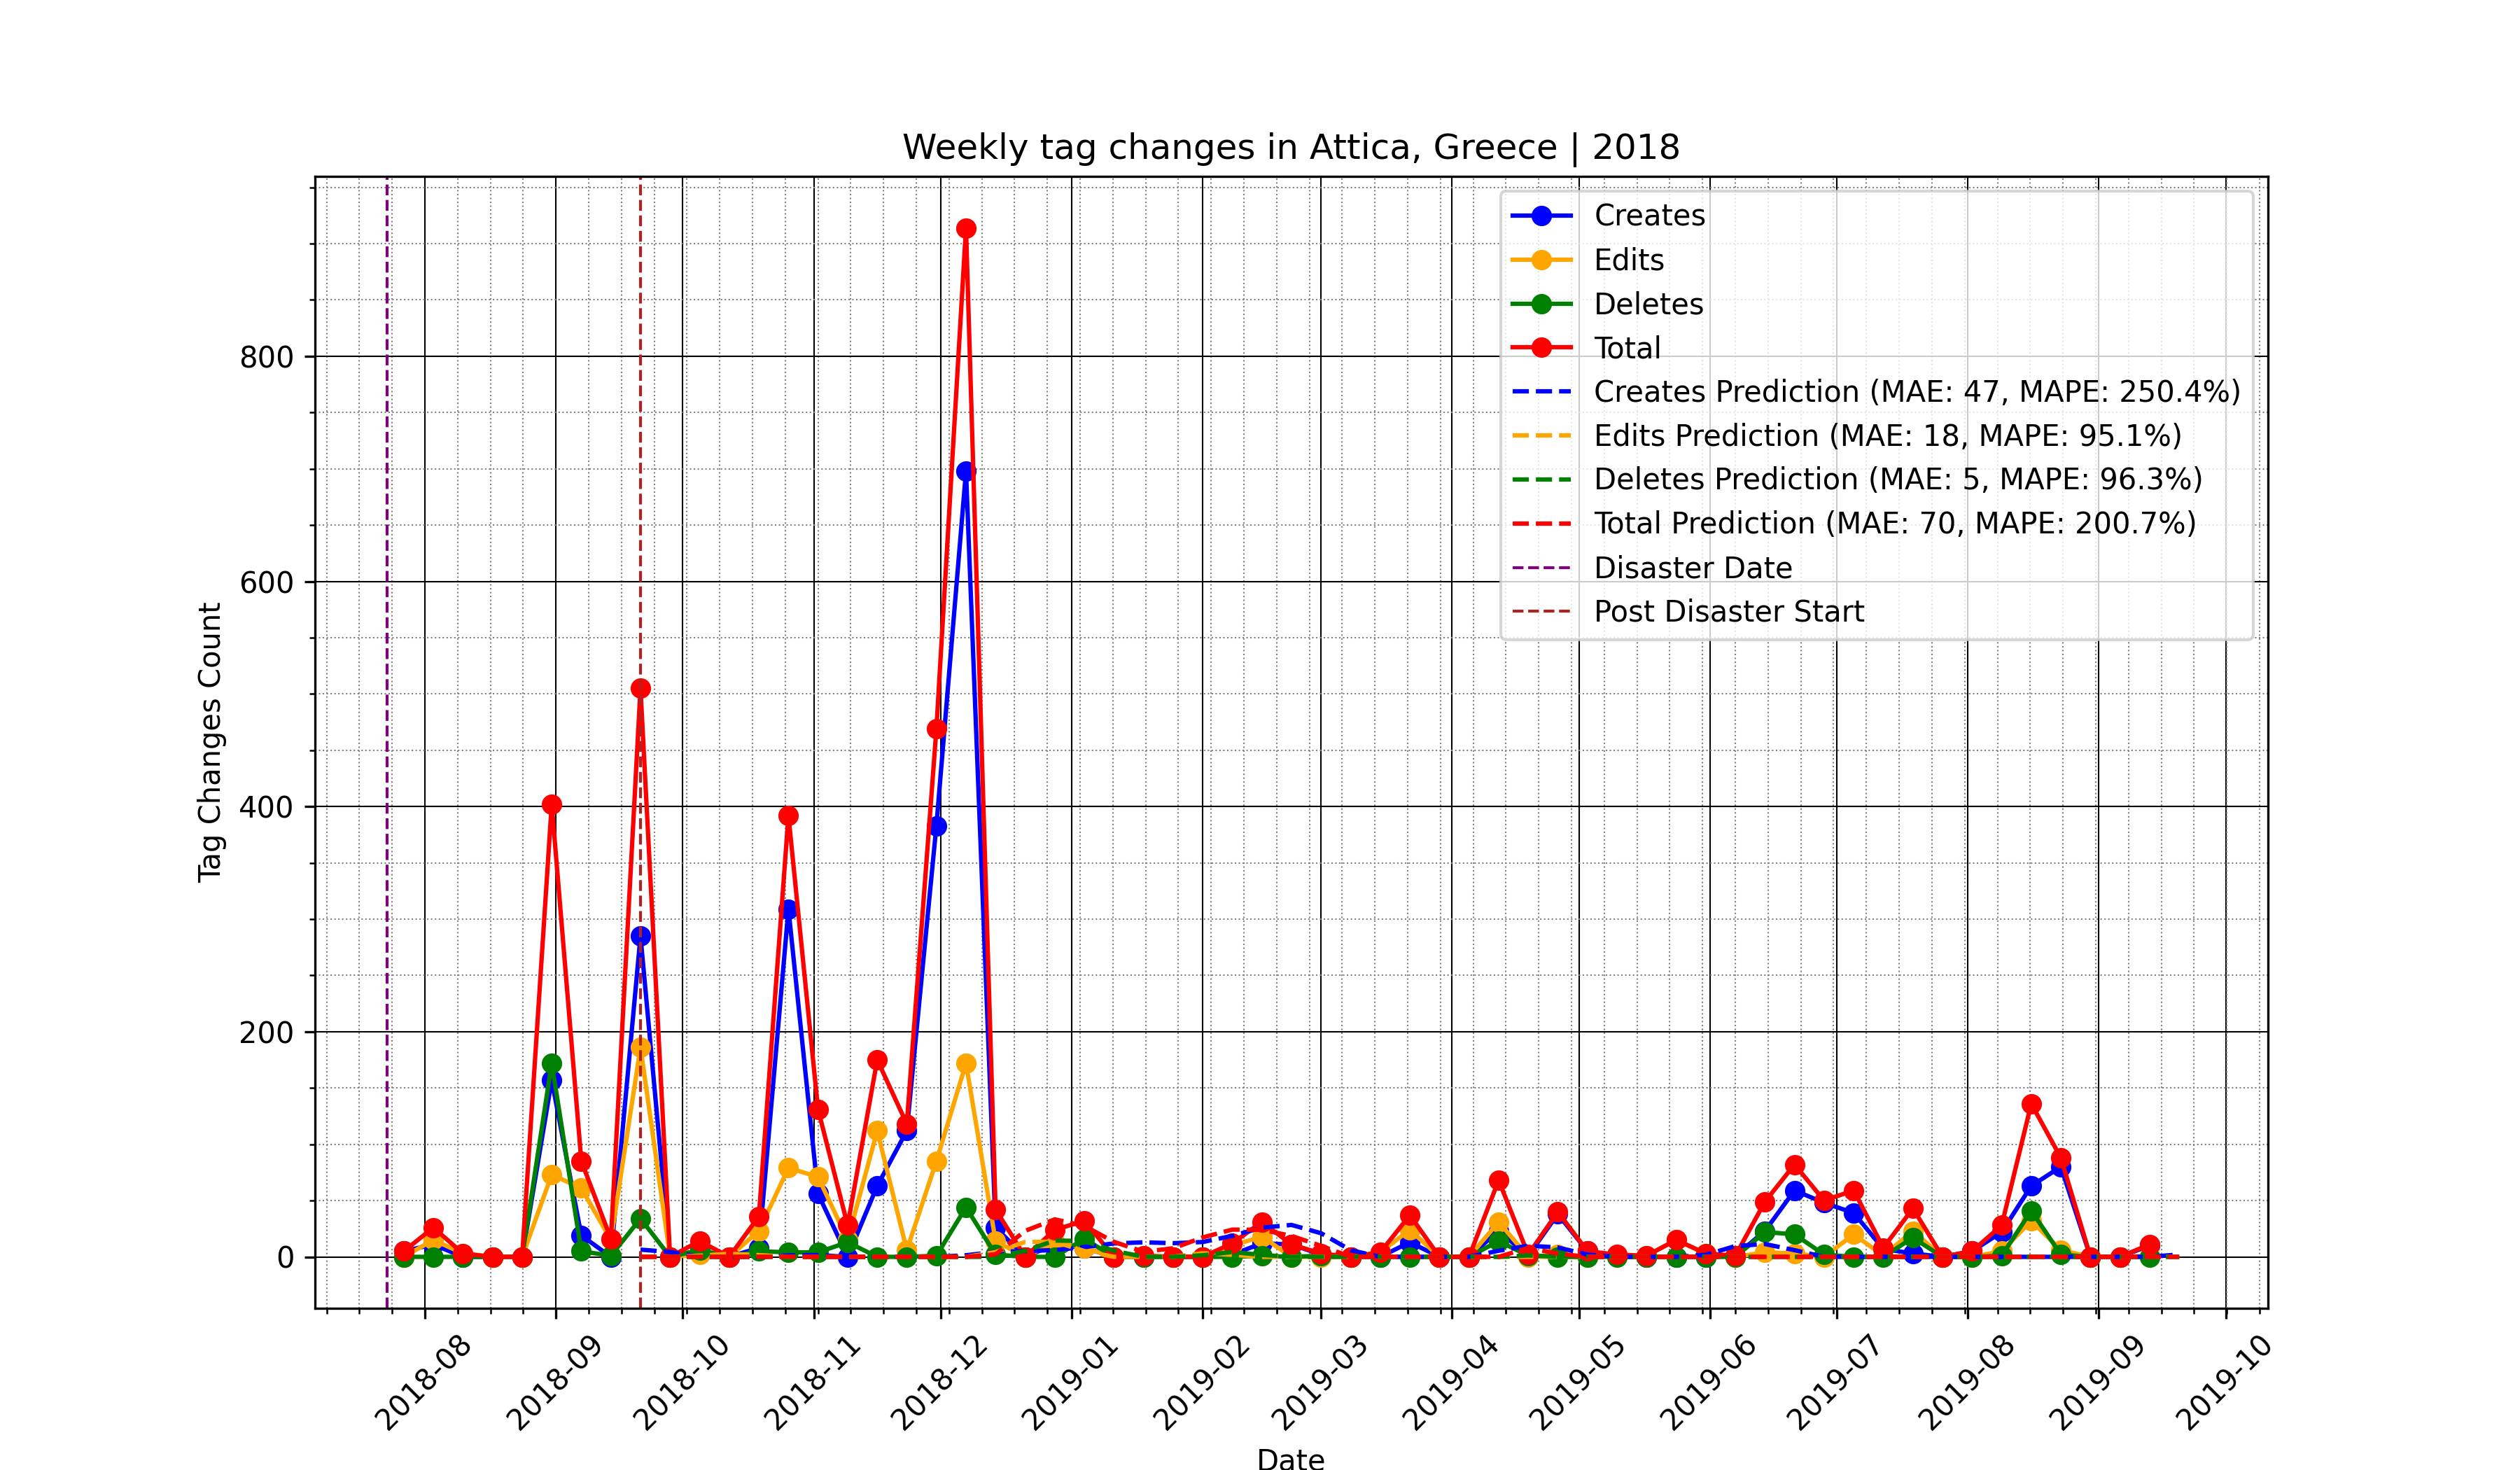 Weekly tag changes in Attica, Greece | 2018
Creates
Edits
Deletes
Total
Creates Prediction (MAE: 47, MAPE: 250.4%)
Edits Prediction (MAE: 18, MAPE: 95.1%)
Deletes Prediction (MAE: 5, MAPE: 96.3%)
Total Prediction (MAE: 70, MAPE: 200.7%)
Disaster Date
Post Disaster Start
Tag Changes Count
800
600
400
200
0
2018-08
2018-09
2018-10
2018-11
2018-12
2019-01
2019-02
2019-03
2019-04
2019-05
2019-06
2019-07
2019-08
2019-09
2019-10
Date